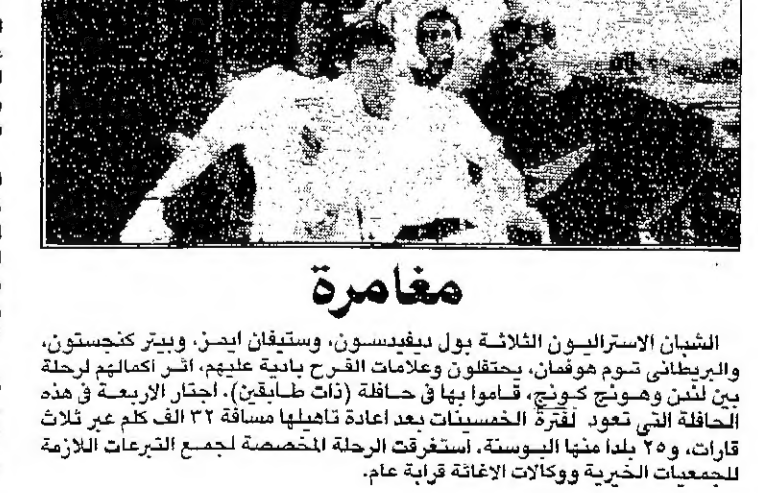 مغامرة
الشبان الاستراليون الثلاثة بول ديفيدسون، وستيفان ايمن، وبيتر كنجستون،
والبريطاني توم هوفمان، يحتفلون وعلامات الفرح بادية عليهم، اثر اكمالهم لرحلة
بين لندن وهونج كونج، قاموا بها في حافلة (ذات طابقين). اجتاز الاربعة في هذه
الحافلة التي تعود لفترة الخمسينات بعد اعادة تاهيلها مسافة ٣٢ الف كلم عبر ثلاث
قارات، و٢٥ بلدا منها البوسنة. استغرقت الرحلة المخصصة لجمع التبرعات اللازمة
للجمعيات الخيرية ووكالات الاغاثة قرابة عام.